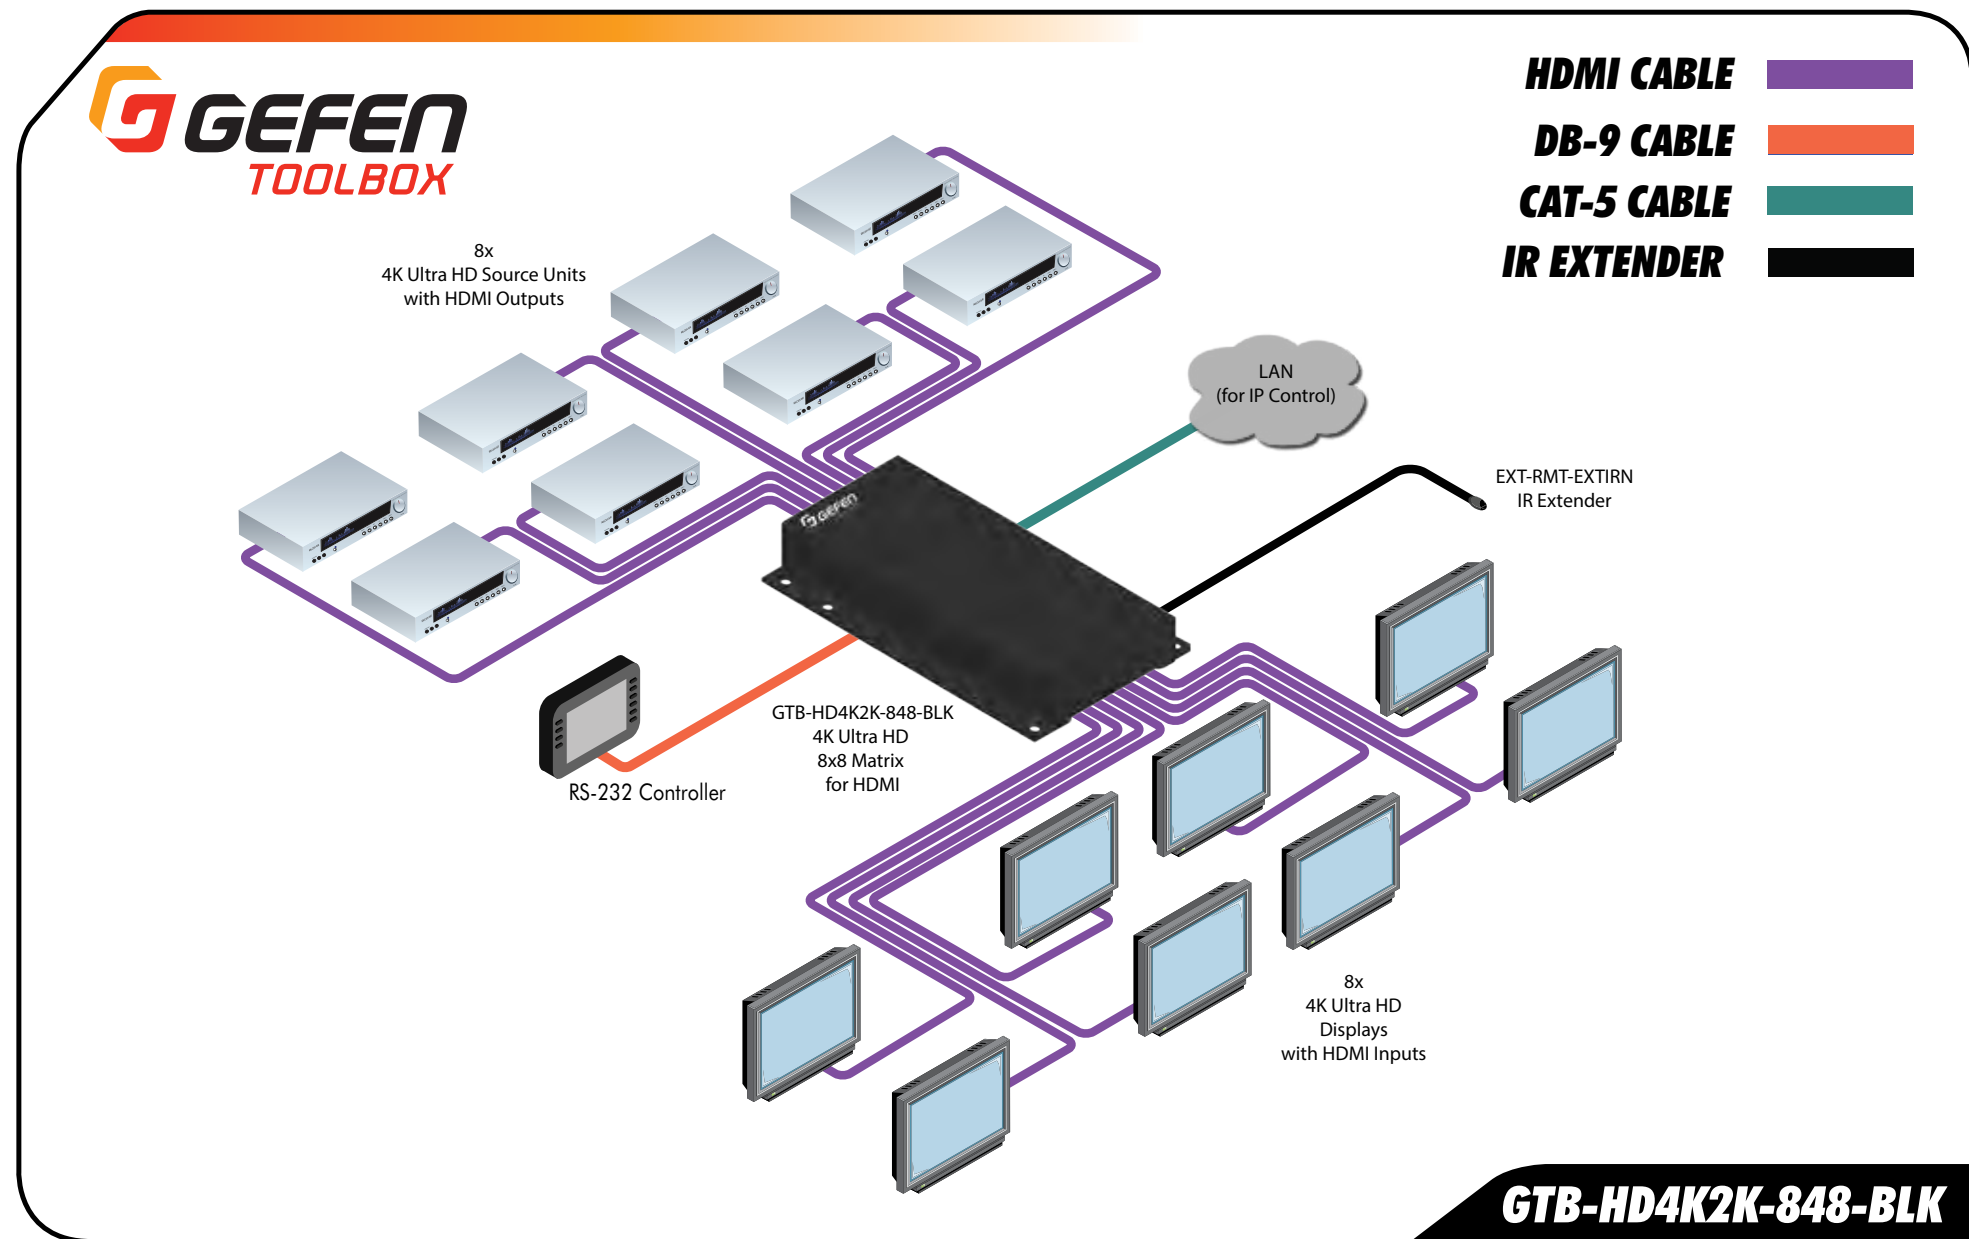 GEFEN
TOOLBOX
HDMI CABLE
DB-9 CABLE
CAT-5 CABLE
IR EXTENDER
8x
4K Ultra HD Source Units
with HDMI Outputs
LAN
(for IP Control)
EXT-RMT-EXTIRN
IR Extender
GEFEN
GTB-HD4K2K-848-BLK
4K Ultra HD
8x8 Matrix
for HDMI
RS-232 Controller
8x
4K Ultra HD
Displays
with HDMI Inputs
GTB-HD4K2K-848-BLK